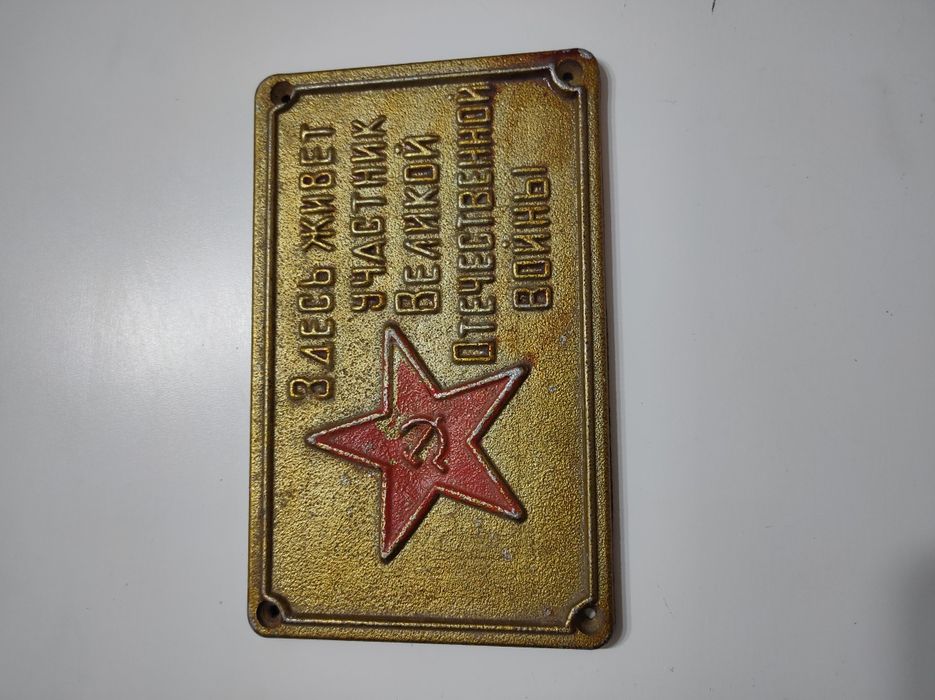 ЗДЕСЬ ЖИВЕТ
УЧАСТНИК
ВЕЛИКОЙ
ОТЕЧЕСТВЕННОЙ
ВОЙНЫ